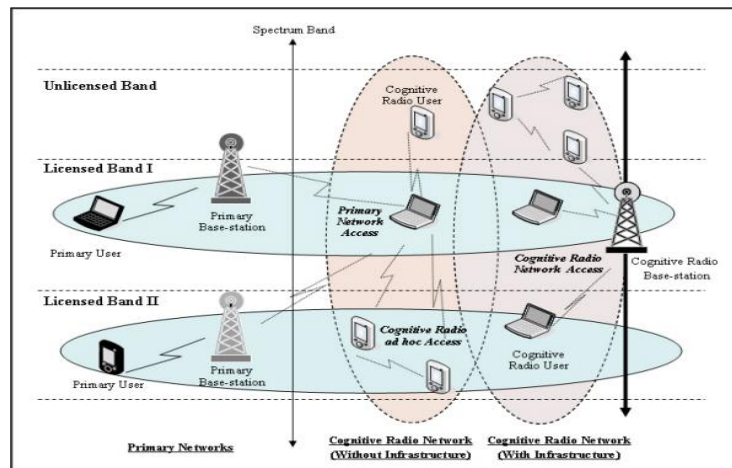 Spectrum Band
Unlicensed Band
Cognitive
Radio User
Licensed Band I
Primary
Base-station
Primary User
Primary
Network
Access
Cognitive Radio
Network Access
Cognitive Radio
Base-station
Licensed Band II
Primary
Base-station
Primary User
Cognitive Radio
ad hoc Access
Cognitive
Radio User
Primary Networks
Cognitive Radio Network
(Without Infrastructure)
Cognitive Radio Network
(With Infrastructure)